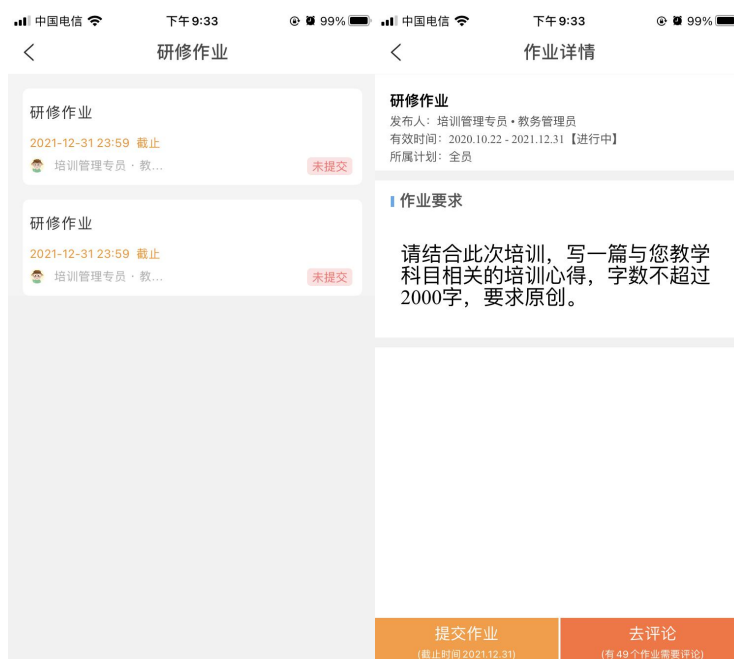 中国电信
下午9:33
99%
研修作业
研修作业
2021-12-31 23:59 截止
培训管理专员 · 教...
未提交
研修作业
2021-12-31 23:59 截止
培训管理专员 · 教...
未提交
中国电信
下午9:33
99%
作业详情
研修作业
发布人：培训管理专员 • 教务管理员
有效时间：2020.10.22 - 2021.12.31【进行中】
所属计划：全员
作业要求
请结合此次培训，写一篇与您教学
科目相关的培训心得，字数不超过
2000字，要求原创。
提交作业
(截止时间 2021.12.31)
去评论
(有 49 个作业需要评论)